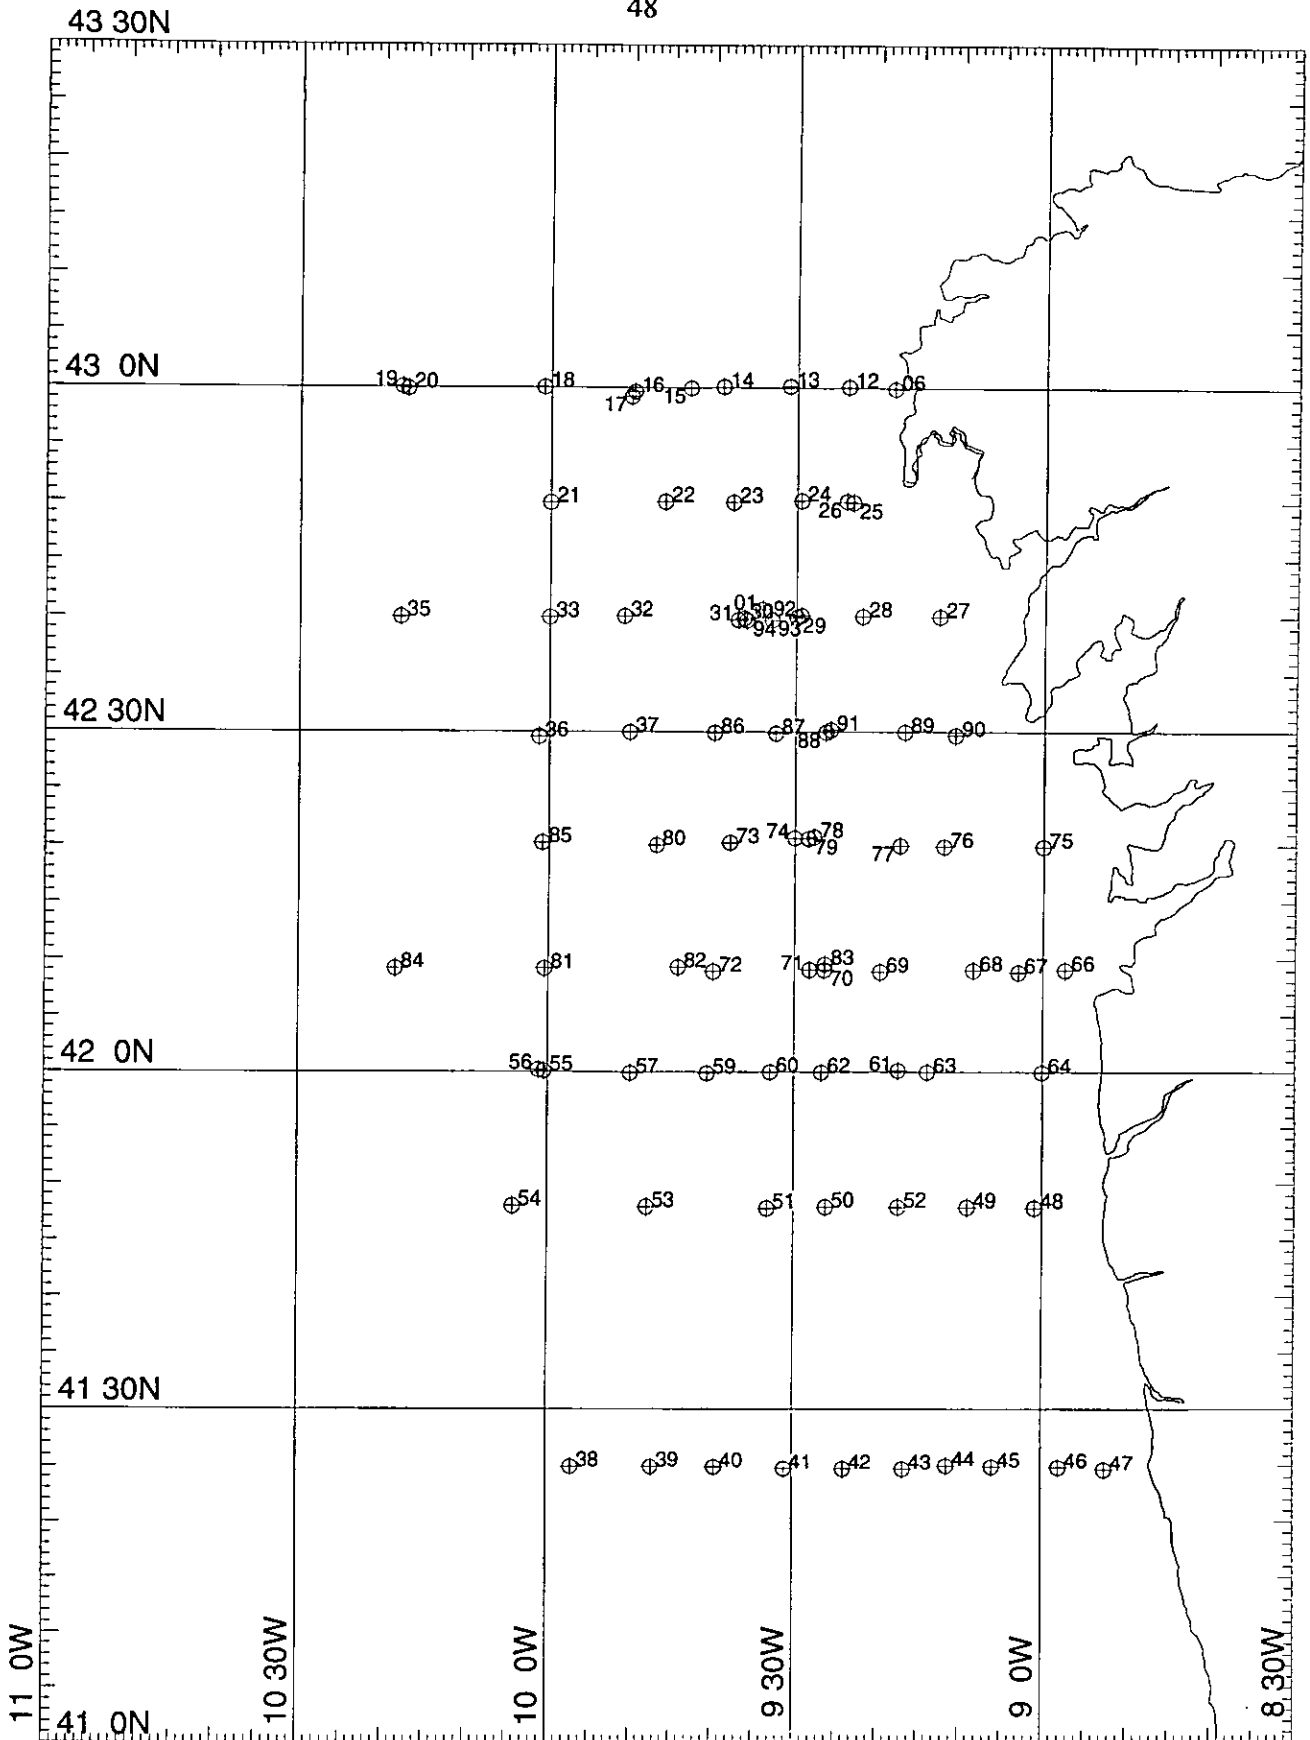 48
43 30N
43 0N
19 20 18 17 16 15 14 13 12 06
21 22 23 24 26 25
35 33 32 31 01 30 92 28 27
94 93 29
42 30N
36 37 86 87 88 91 89 90
85 80 73 74 78 79 77 76 75
84 81 82 72 71 83 70 69 68 67 66
42 0N
56 55 57 59 60 62 61 63 64
54 53 51 50 52 49 48
41 30N
38 39 40 41 42 43 44 45 46 47
11 0W
10 30W
10 0W
9 30W
9 0W
8 30W
41 0N